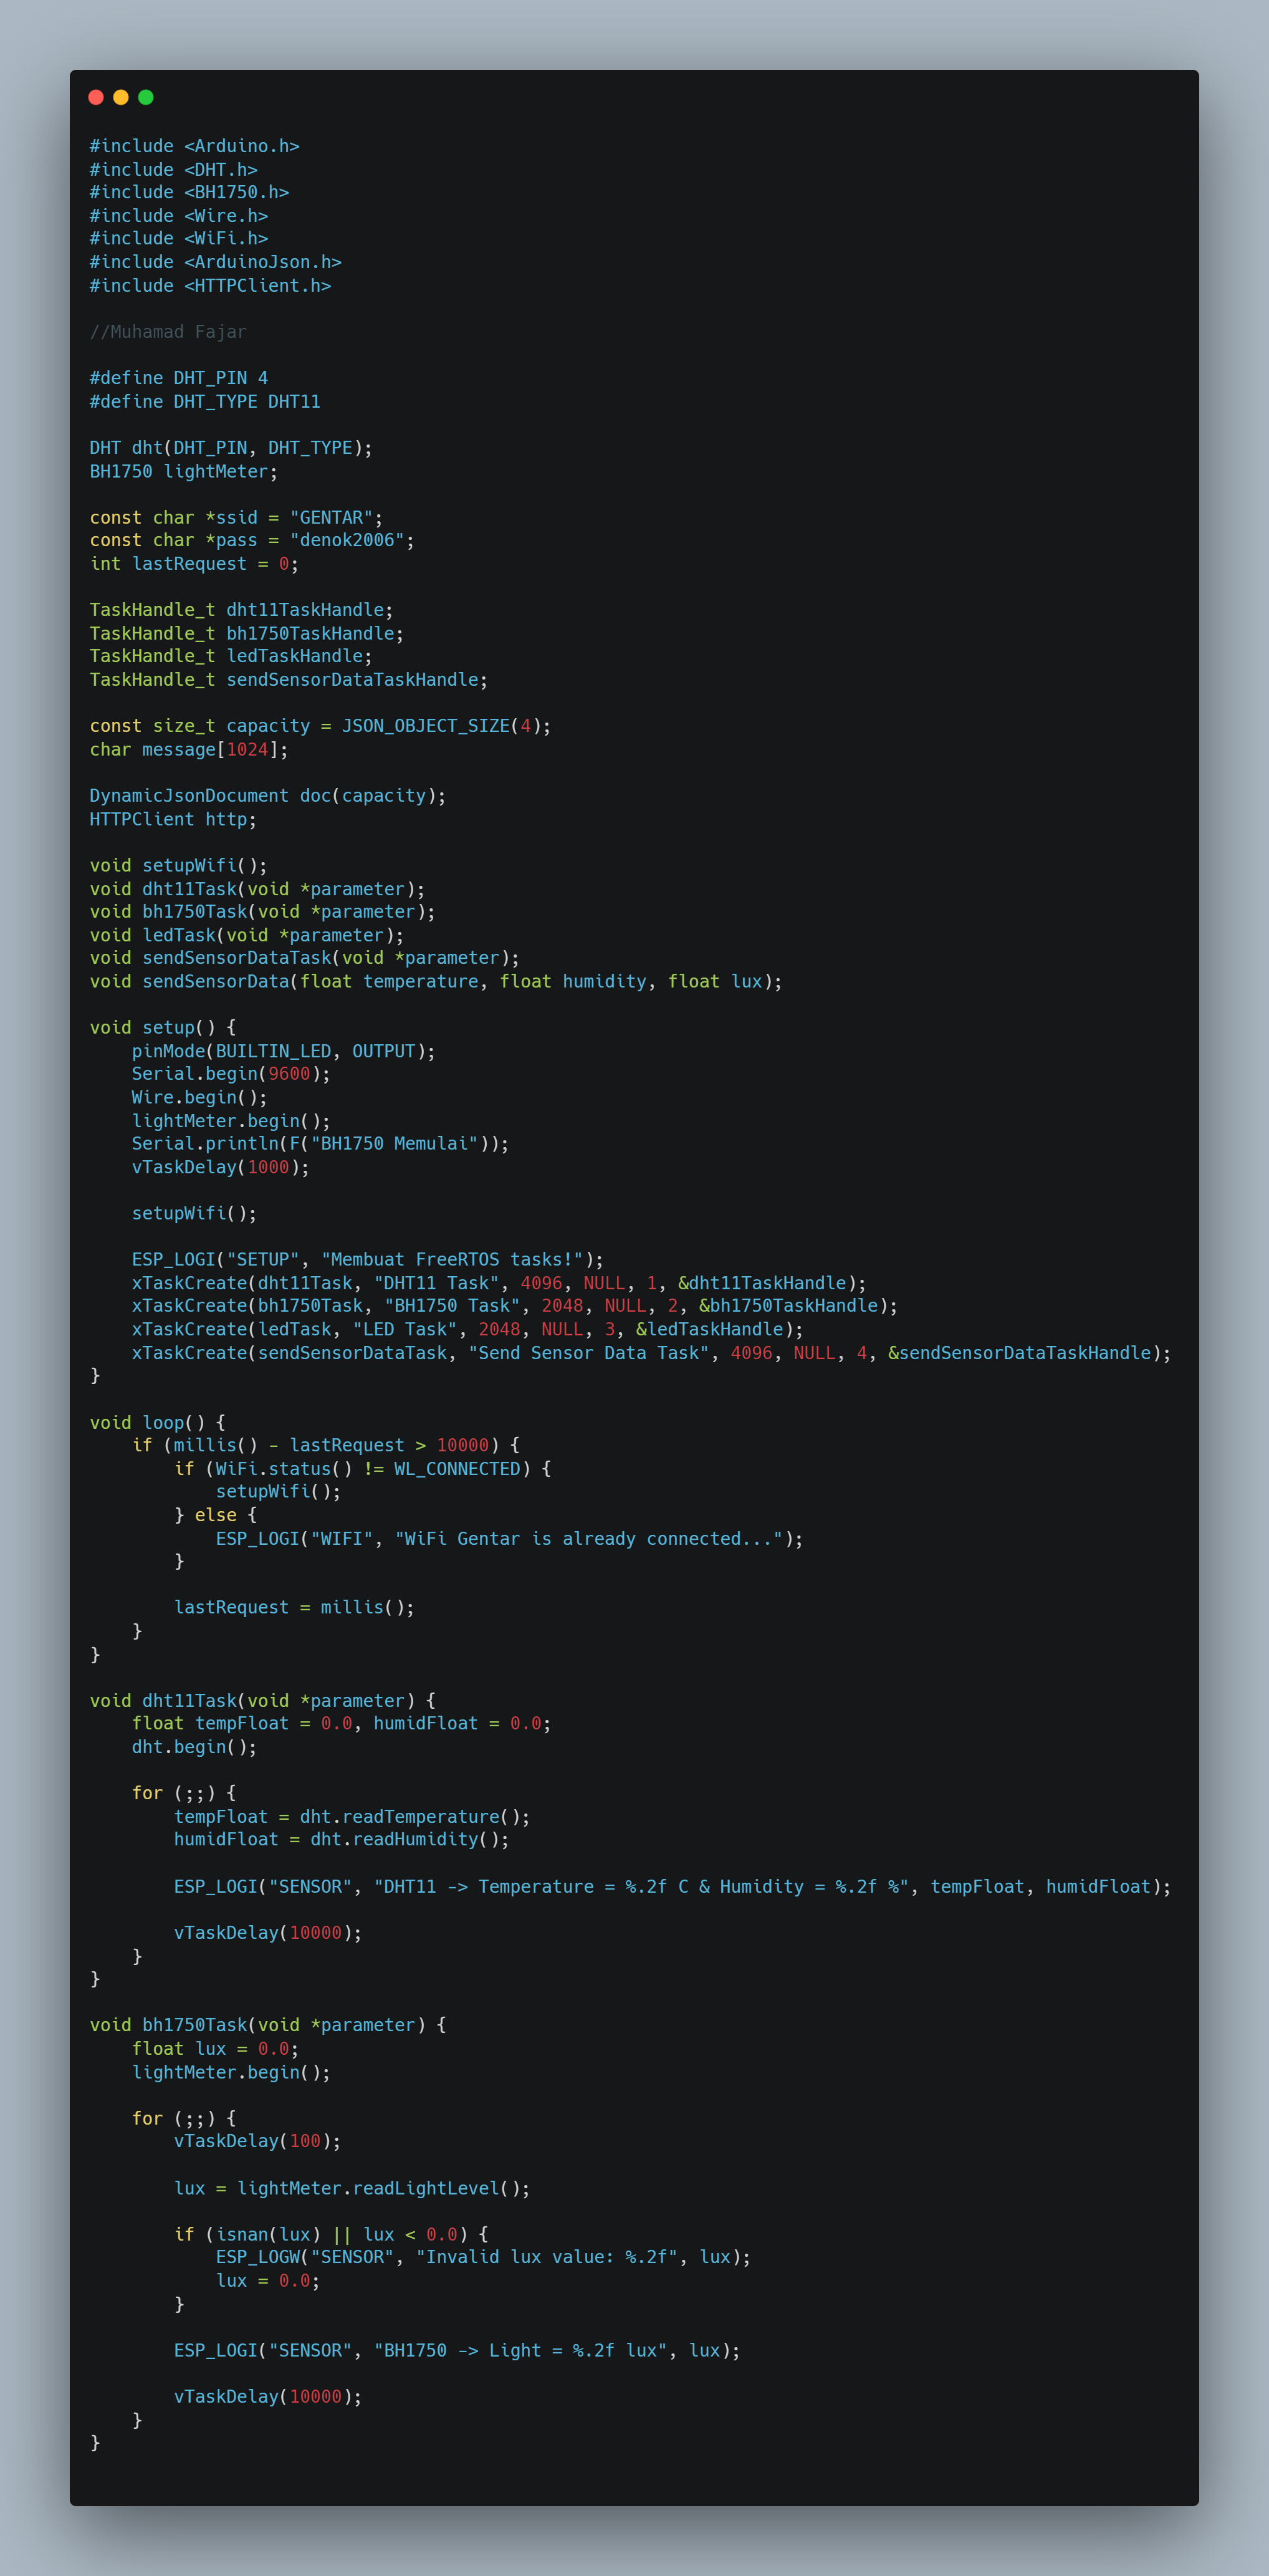 #include <Arduino.h>
#include <DHT.h>
#include <BH1750.h>
#include <Wire.h>
#include <WiFi.h>
#include <ArduinoJson.h>
#include <HTTPClient.h>

//Muhamad Fajar

#define DHT_PIN 4
#define DHT_TYPE DHT11

DHT dht(DHT_PIN, DHT_TYPE);
BH1750 lightMeter;

const char *ssid = "GENTAR";
const char *pass = "denok2006";
int lastRequest = 0;

TaskHandle_t dht11TaskHandle;
TaskHandle_t bh1750TaskHandle;
TaskHandle_t ledTaskHandle;
TaskHandle_t sendSensorDataTaskHandle;

const size_t capacity = JSON_OBJECT_SIZE(4);
char message[1024];

DynamicJsonDocument doc(capacity);
HTTPClient http;

void setupWifi();
void dht11Task(void *parameter);
void bh1750Task(void *parameter);
void ledTask(void *parameter);
void sendSensorDataTask(void *parameter);
void sendSensorData(float temperature, float humidity, float lux);

void setup() {
    pinMode(BUILTIN_LED, OUTPUT);
    Serial.begin(9600);
    Wire.begin();
    lightMeter.begin();
    Serial.println(F("BH1750 Memulai"));
    vTaskDelay(1000);

    setupWifi();

    ESP_LOGI("SETUP", "Membuat FreeRTOS tasks!");
    xTaskCreate(dht11Task, "DHT11 Task", 4096, NULL, 1, &dht11TaskHandle);
    xTaskCreate(bh1750Task, "BH1750 Task", 2048, NULL, 2, &bh1750TaskHandle);
    xTaskCreate(ledTask, "LED Task", 2048, NULL, 3, &ledTaskHandle);
    xTaskCreate(sendSensorDataTask, "Send Sensor Data Task", 4096, NULL, 4, &sendSensorDataTaskHandle);
}

void loop() {
    if (millis() - lastRequest > 10000) {
        if (WiFi.status() != WL_CONNECTED) {
            setupWifi();
        } else {
            ESP_LOGI("WIFI", "WiFi Gentar is already connected...");
        }

        lastRequest = millis();
    }
}

void dht11Task(void *parameter) {
    float tempFloat = 0.0, humidFloat = 0.0;
    dht.begin();

    for (;;) {
        tempFloat = dht.readTemperature();
        humidFloat = dht.readHumidity();

        ESP_LOGI("SENSOR", "DHT11 -> Temperature = %.2f C & Humidity = %.2f %", tempFloat, humidFloat);

        vTaskDelay(10000);
    }
}

void bh1750Task(void *parameter) {
    float lux = 0.0;
    lightMeter.begin();

    for (;;) {
        vTaskDelay(100);

        lux = lightMeter.readLightLevel();

        if (isnan(lux) || lux < 0.0) {
            ESP_LOGW("SENSOR", "Invalid lux value: %.2f", lux);
            lux = 0.0;
        }

        ESP_LOGI("SENSOR", "BH1750 -> Light = %.2f lux", lux);

        vTaskDelay(10000);
    }
}